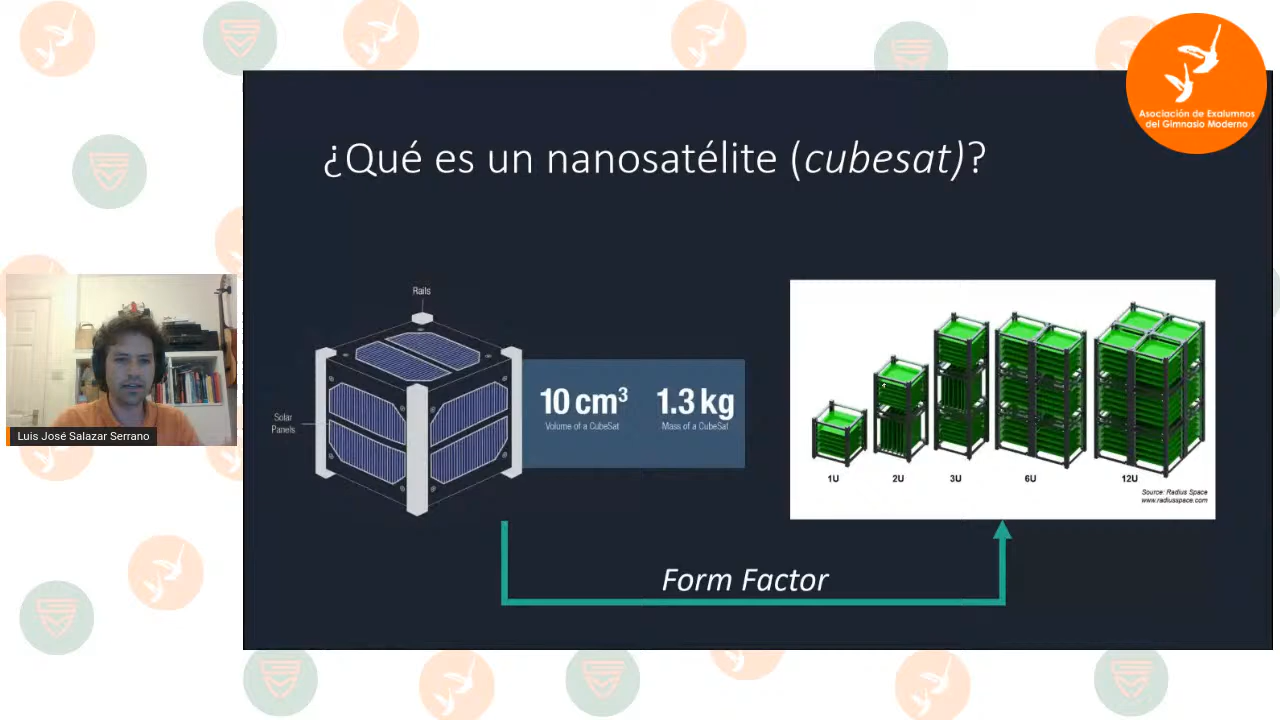 Asociación de Exalumnos
del Gimnasio Moderno
¿Qué es un nanosatélite (cubesat)?
Rails
Solar
Panels
10 cm³
Volume of a CubeSat
1.3 kg
Mass of a CubeSat
1U
2U
3U
6U
12U
Source: Radius Space
www.radiusspace.com
Form Factor
Luis José Salazar Serrano